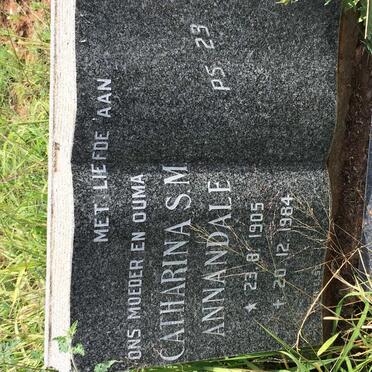 MET LIEFDE AAN
ONS MOEDER EN OUMA
CATHARINA S.M
ANNANDALE
* 23.8.1905
+ 20.12.1984
PS 23